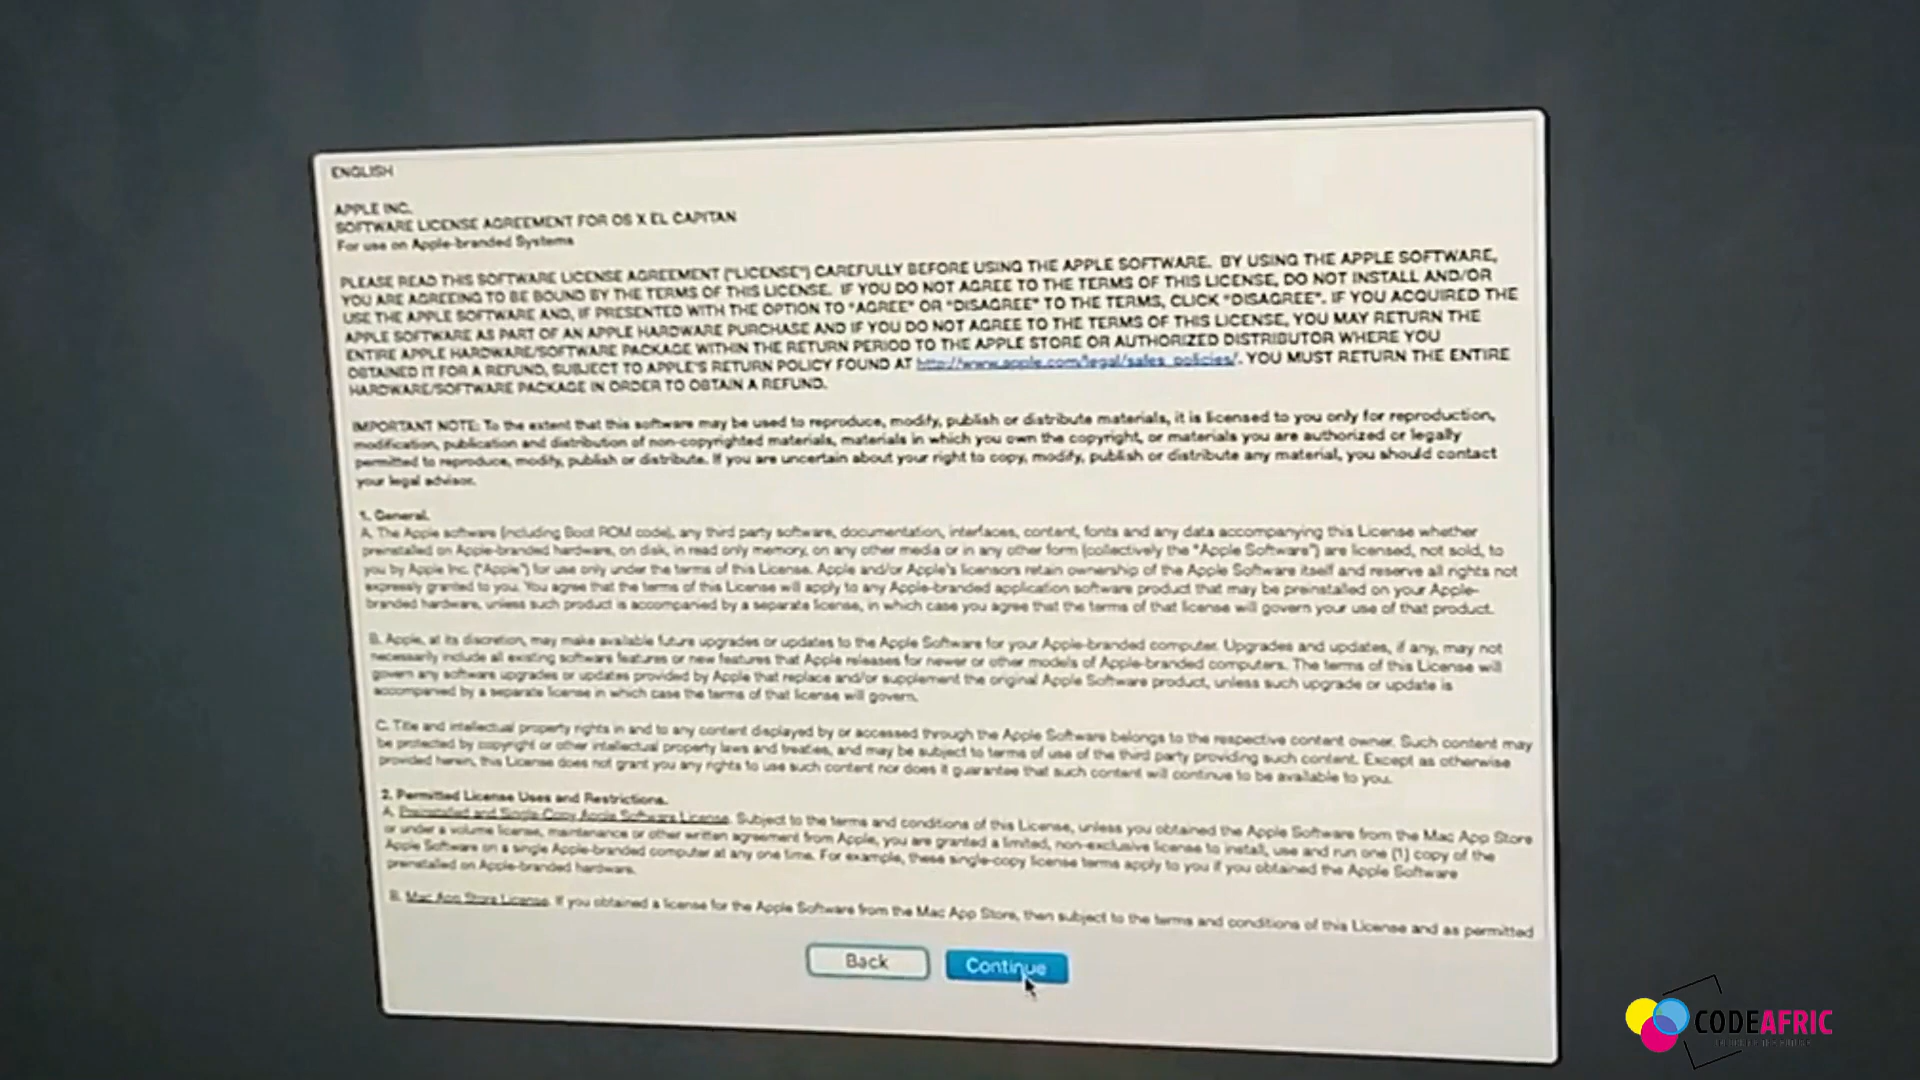 ENGLISH
APPLE INC.
SOFTWARE LICENSE AGREEMENT FOR OS X EL CAPITAN
For use on Apple-branded Systems
PLEASE READ THIS SOFTWARE LICENSE AGREEMENT ("LICENSE") CAREFULLY BEFORE USING THE APPLE SOFTWARE. BY USING THE APPLE SOFTWARE,
YOU ARE AGREEING TO BE BOUND BY THE TERMS OF THIS LICENSE. IF YOU DO NOT AGREE TO THE TERMS OF THIS LICENSE, DO NOT INSTALL AND/OR
USE THE APPLE SOFTWARE AND, IF PRESENTED WITH THE OPTION TO "AGREE" OR "DISAGREE" TO THE TERMS, CLICK "DISAGREE". IF YOU ACQUIRED THE
APPLE SOFTWARE AS PART OF AN APPLE HARDWARE PURCHASE AND IF YOU DO NOT AGREE TO THE TERMS OF THIS LICENSE, YOU MAY RETURN THE
ENTIRE APPLE HARDWARE/SOFTWARE PACKAGE WITHIN THE RETURN PERIOD TO THE APPLE STORE OR AUTHORIZED DISTRIBUTOR WHERE YOU
OBTAINED IT FOR A REFUND, SUBJECT TO APPLE'S RETURN POLICY FOUND AT http://www.apple.com/legal/sales_policies/. YOU MUST RETURN THE ENTIRE
HARDWARE/SOFTWARE PACKAGE IN ORDER TO OBTAIN A REFUND.
IMPORTANT NOTE: To the extent that this software may be used to reproduce, modify, publish or distribute materials, it is licensed to you only for reproduction,
modification, publication and distribution of non-copyrighted materials, materials in which you own the copyright, or materials you are authorized or legally
permitted to reproduce, modify, publish or distribute. If you are uncertain about your right to copy, modify, publish or distribute any material, you should contact
your legal advisor.
1. General.
A. The Apple software (including Boot ROM code), any third party software, documentation, interfaces, content, fonts and any data accompanying this License whether
preinstalled on Apple-branded hardware, on disk, in read only memory, on any other media or in any other form (collectively the "Apple Software") are licensed, not sold, to
you by Apple Inc. ("Apple") for use only under the terms of this License. Apple and/or Apple's licensors retain ownership of the Apple Software itself and reserve all rights not
expressly granted to you. You agree that the terms of this License will apply to any Apple-branded application software product that may be preinstalled on your Apple-
branded hardware, unless such product is accompanied by a separate license, in which case you agree that the terms of that license will govern your use of that product.
B. Apple, at its discretion, may make available future upgrades or updates to the Apple Software for your Apple-branded computer. Upgrades and updates, if any, may not
necessarily include all existing software features or new features that Apple releases for newer or other models of Apple-branded computers. The terms of this License will
govern any software upgrades or updates provided by Apple that replace and/or supplement the original Apple Software product, unless such upgrade or update is
accompanied by a separate license in which case the terms of that license will govern.
C. Title and intellectual property rights in and to any content displayed by or accessed through the Apple Software belongs to the respective content owner. Such content may
be protected by copyright or other intellectual property laws and treaties, and may be subject to terms of use of the third party providing such content. Except as otherwise
provided herein, this License does not grant you any rights to use such content nor does it guarantee that such content will continue to be available to you.
2. Permitted License Uses and Restrictions.
A. Preinstalled and Single-Copy Apple Software License. Subject to the terms and conditions of this License, unless you obtained the Apple Software from the Mac App Store
or under a volume license, maintenance or other written agreement from Apple, you are granted a limited, non-exclusive license to install, use and run one (1) copy of the
Apple Software on a single Apple-branded computer at any one time. For example, these single-copy license terms apply to you if you obtained the Apple Software
preinstalled on Apple-branded hardware.
B. Mac App Store License. If you obtained a license for the Apple Software from the Mac App Store, then subject to the terms and conditions of this License and as permitted
Back
Continue
CODEAFRIC